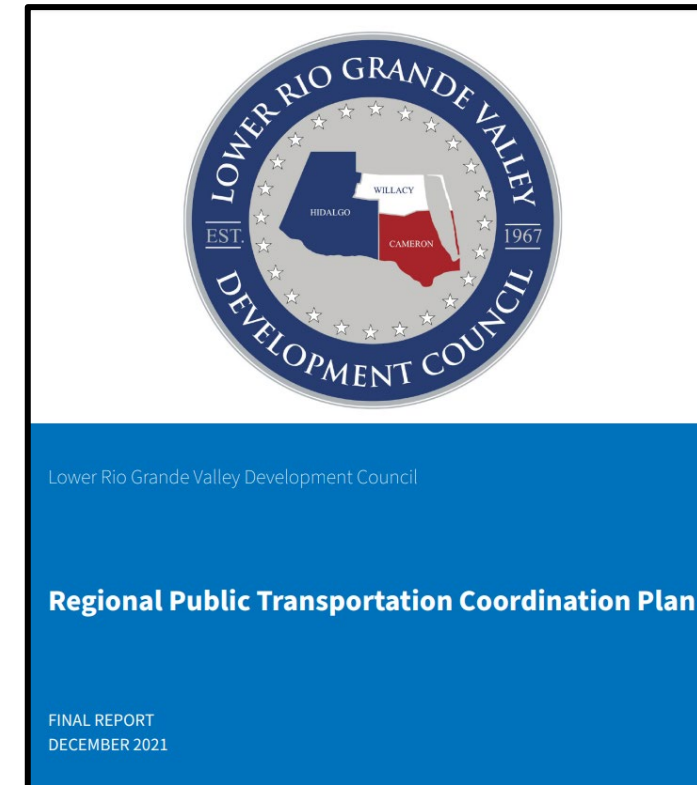 LOWER RIO GRANDE VALLEY
WILLACY
HIDALGO
CAMERON
EST. 1967
DEVELOPMENT COUNCIL
Lower Rio Grande Valley Development Council
Regional Public Transportation Coordination Plan
FINAL REPORT
DECEMBER 2021